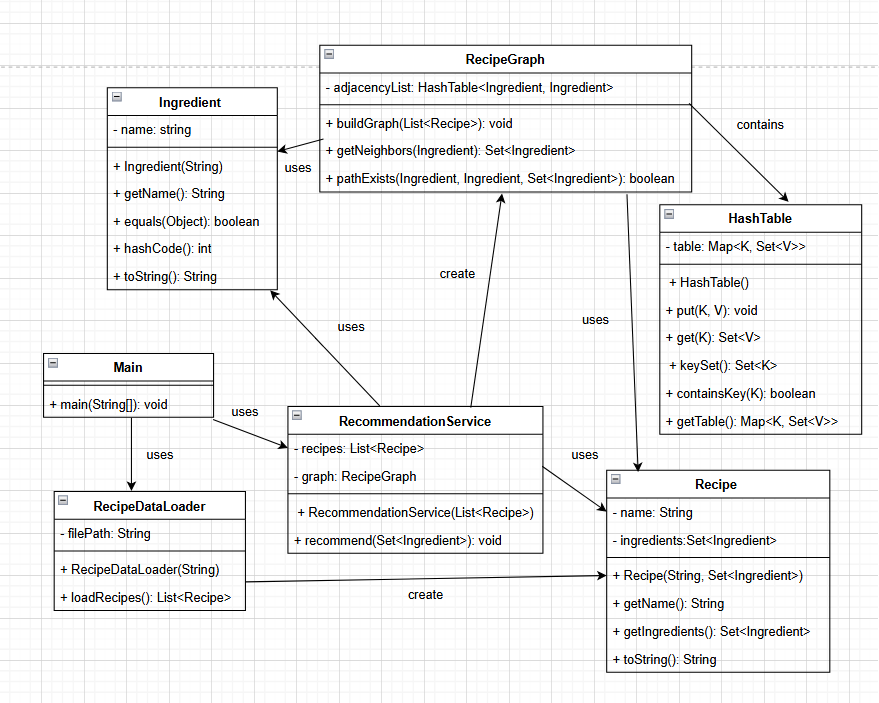 RecipeGraph
- adjacencyList: HashTable<Ingredient, Ingredient>
+ buildGraph(List<Recipe>): void
+ getNeighbors(Ingredient): Set<Ingredient>
+ pathExists(Ingredient, Ingredient, Set<Ingredient>): boolean
Ingredient
- name: string
+ Ingredient(String)
+ getName(): String
+ equals(Object): boolean
+ hashCode(): int
+ toString(): String
uses
contains
HashTable
- table: Map<K, Set<V>>
+ HashTable()
+ put(K, V): void
+ get(K): Set<V>
+ keySet(): Set<K>
+ containsKey(K): boolean
+ getTable(): Map<K, Set<V>>
create
uses
uses
Main
+ main(String[]): void
uses
uses
RecommendationService
- recipes: List<Recipe>
- graph: RecipeGraph
+ RecommendationService(List<Recipe>)
+ recommend(Set<Ingredient>): void
uses
RecipeDataLoader
- filePath: String
+ RecipeDataLoader(String)
+ loadRecipes(): List<Recipe>
create
Recipe
- name: String
- ingredients:Set<Ingredient>
+ Recipe(String, Set<Ingredient>)
+ getName(): String
+ getIngredients(): Set<Ingredient>
+ toString(): String